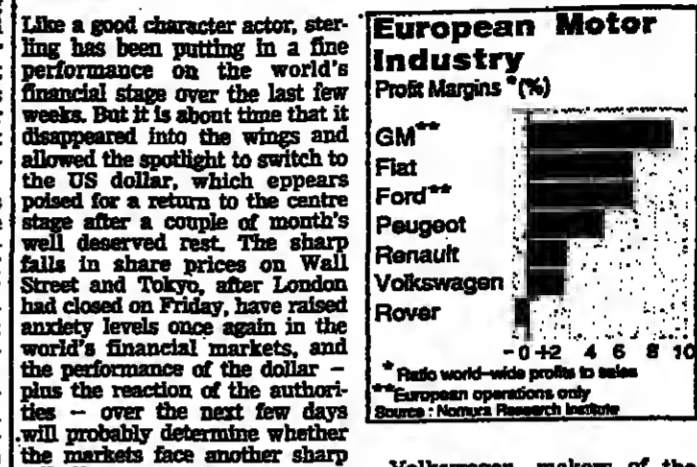 Like a good character actor, ster-
ling has been putting in a fine
performance on the world's
financial stage over the last few
weeks. But it is about time that it
disappeared into the wings and
allowed the spotlight to switch to
the US dollar, which eppears
poised for a return to the centre
stage after a couple of month's
well deserved rest. The sharp
falls in share prices on Wall
Street and Tokyo, after London
had closed on Friday, have raised
anxiety levels once again in the
world's financial markets, and
the performance of the dollar –
plus the reaction of the authori-
ties – over the next few days
will probably determine whether
the markets face another sharp
European Motor
Industry
Profit Margins *(%)
GM**
Fiat
Ford**
Peugeot
Renault
Volkswagen
Rover
- 0 +2 4 6 8 10
* Ratio world-wide profits to sales
**European operations only
Source : Nomura Research Institute
Volkswagen, makers of the